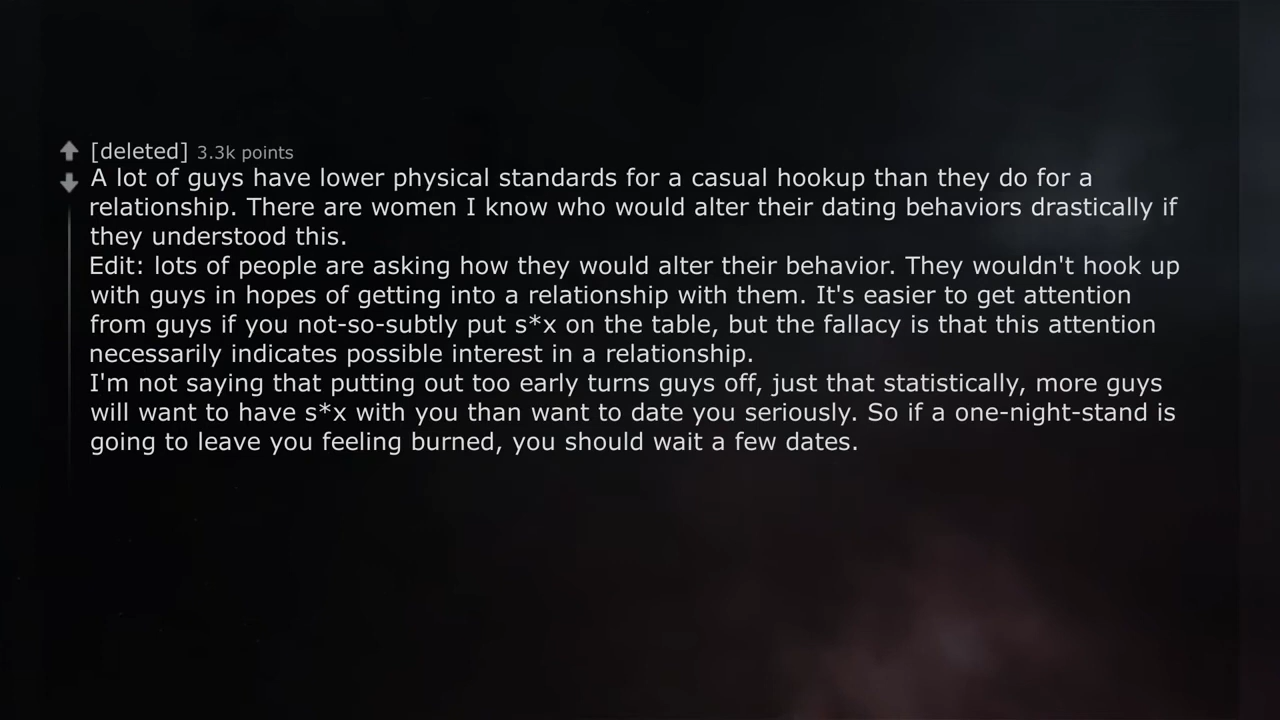 [deleted] 3.3k points
A lot of guys have lower physical standards for a casual hookup than they do for a
relationship. There are women I know who would alter their dating behaviors drastically if
they understood this.
Edit: lots of people are asking how they would alter their behavior. They wouldn't hook up
with guys in hopes of getting into a relationship with them. It's easier to get attention
from guys if you not-so-subtly put s*x on the table, but the fallacy is that this attention
necessarily indicates possible interest in a relationship.
I'm not saying that putting out too early turns guys off, just that statistically, more guys
will want to have s*x with you than want to date you seriously. So if a one-night-stand is
going to leave you feeling burned, you should wait a few dates.